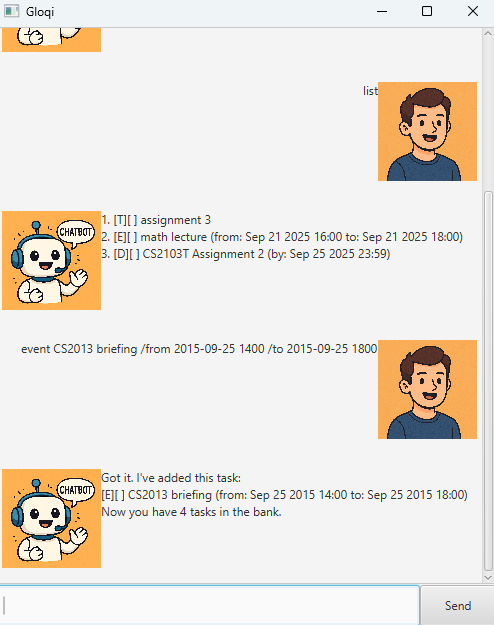 Gloqi
list
CHATBOT
1. [T][ ] assignment 3
2. [E][ ] math lecture (from: Sep 21 2025 16:00 to: Sep 21 2025 18:00)
3. [D][ ] CS2103T Assignment 2 (by: Sep 25 2025 23:59)
event CS2013 briefing /from 2015-09-25 1400 /to 2015-09-25 1800
CHATBOT
Got it. I've added this task:
[E][ ] CS2013 briefing (from: Sep 25 2015 14:00 to: Sep 25 2015 18:00)
Now you have 4 tasks in the bank.
Send